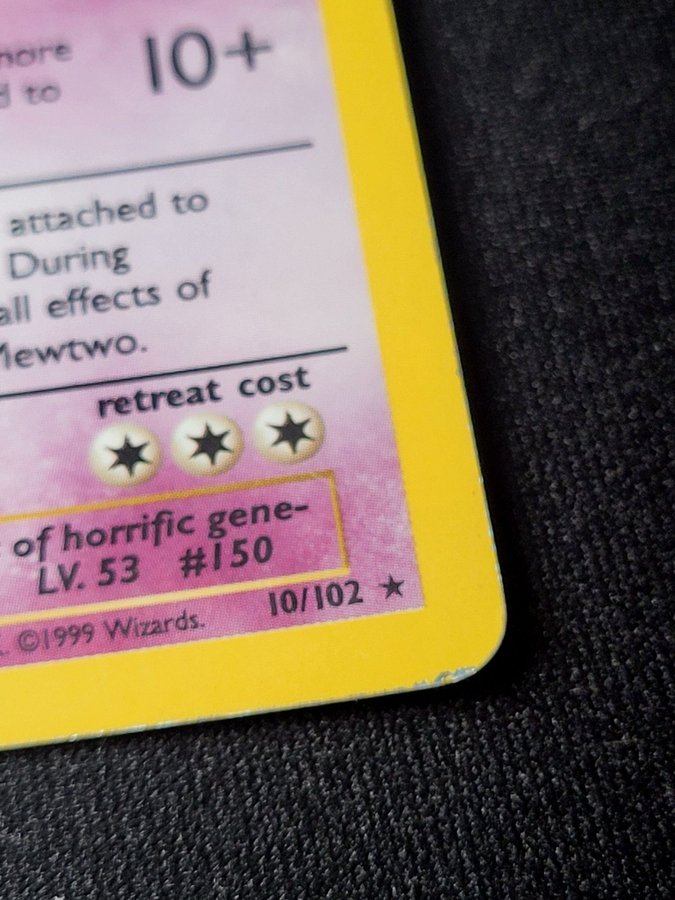 more
d to
10+
attached to
During
all effects of
Mewtwo.
retreat cost
of horrific gene-
LV. 53 #150
10/102 ★
©1999 Wizards.